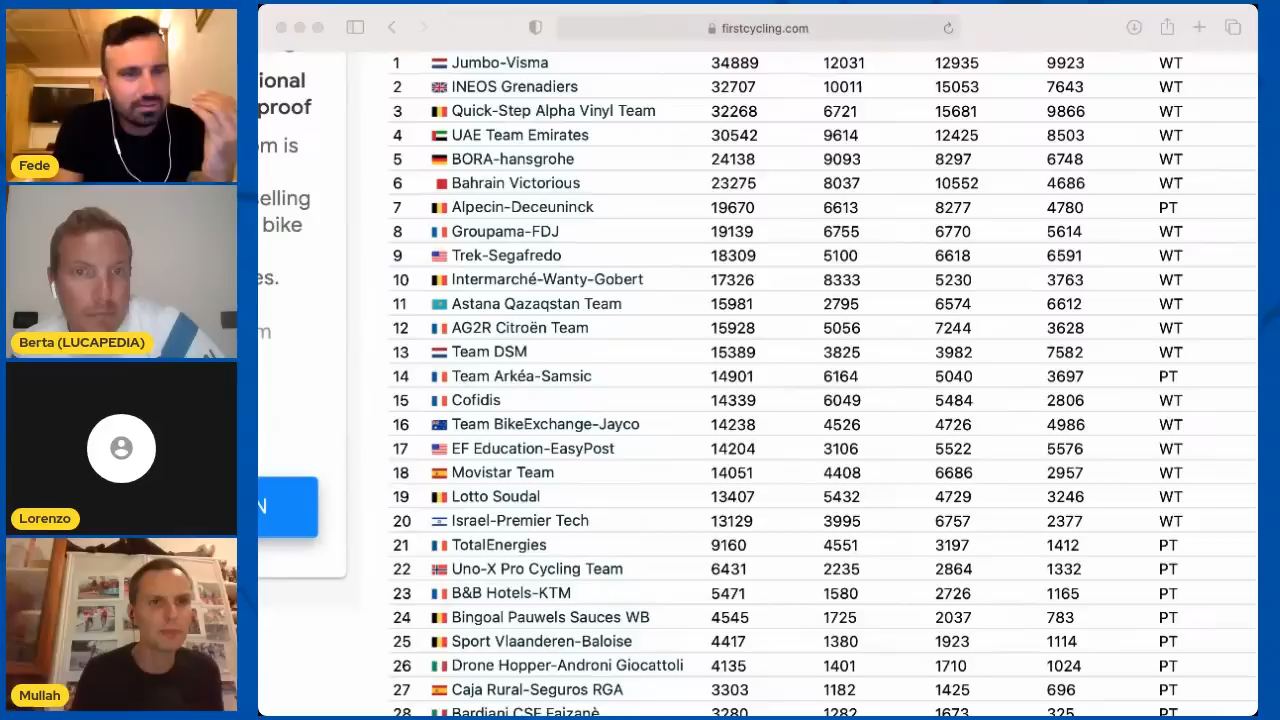 Fede
Berta (LUCAPEDIA)
Lorenzo
Mullah
firstcycling.com
ional
proof
om is
elling
bike
es.
m
N
1 Jumbo-Visma 34889 12031 12935 9923 WT
2 INEOS Grenadiers 32707 10011 15053 7643 WT
3 Quick-Step Alpha Vinyl Team 32268 6721 15681 9866 WT
4 UAE Team Emirates 30542 9614 12425 8503 WT
5 BORA-hansgrohe 24138 9093 8297 6748 WT
6 Bahrain Victorious 23275 8037 10552 4686 WT
7 Alpecin-Deceuninck 19670 6613 8277 4780 PT
8 Groupama-FDJ 19139 6755 6770 5614 WT
9 Trek-Segafredo 18309 5100 6618 6591 WT
10 Intermarché-Wanty-Gobert 17326 8333 5230 3763 WT
11 Astana Qazaqstan Team 15981 2795 6574 6612 WT
12 AG2R Citroën Team 15928 5056 7244 3628 WT
13 Team DSM 15389 3825 3982 7582 WT
14 Team Arkéa-Samsic 14901 6164 5040 3697 PT
15 Cofidis 14339 6049 5484 2806 WT
16 Team BikeExchange-Jayco 14238 4526 4726 4986 WT
17 EF Education-EasyPost 14204 3106 5522 5576 WT
18 Movistar Team 14051 4408 6686 2957 WT
19 Lotto Soudal 13407 5432 4729 3246 WT
20 Israel-Premier Tech 13129 3995 6757 2377 WT
21 TotalEnergies 9160 4551 3197 1412 PT
22 Uno-X Pro Cycling Team 6431 2235 2864 1332 PT
23 B&B Hotels-KTM 5471 1580 2726 1165 PT
24 Bingoal Pauwels Sauces WB 4545 1725 2037 783 PT
25 Sport Vlaanderen-Baloise 4417 1380 1923 1114 PT
26 Drone Hopper-Androni Giocattoli 4135 1401 1710 1024 PT
27 Caja Rural-Seguros RGA 3303 1182 1425 696 PT
28 Bardiani CSF Faizanè 3280 1282 1673 325 PT